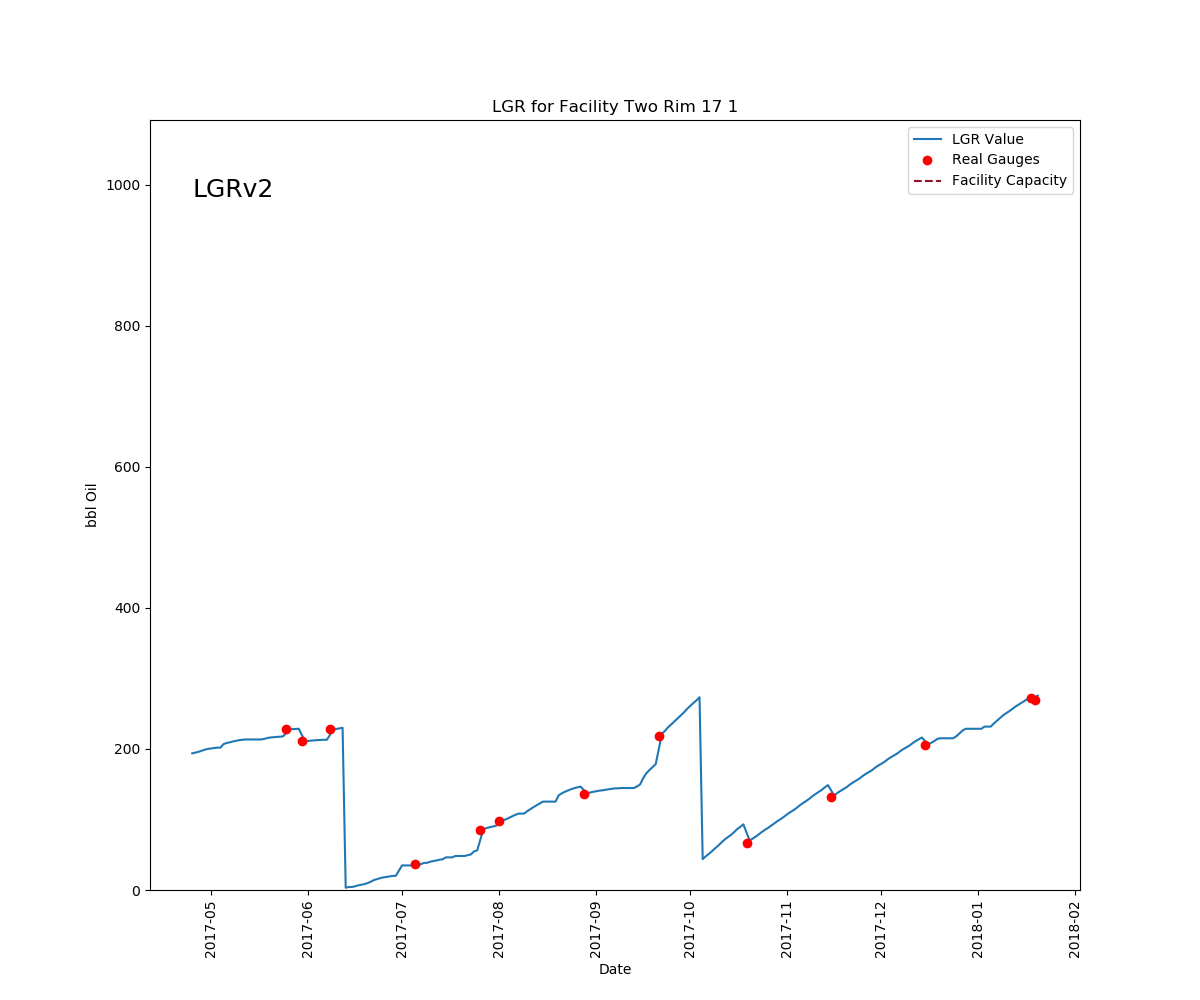 LGR for Facility Two Rim 17 1
LGRv2
LGR Value
Real Gauges
Facility Capacity
1000
800
600
400
200
0
bbl Oil
2017-05
2017-06
2017-07
2017-08
2017-09
2017-10
2017-11
2017-12
2018-01
2018-02
Date